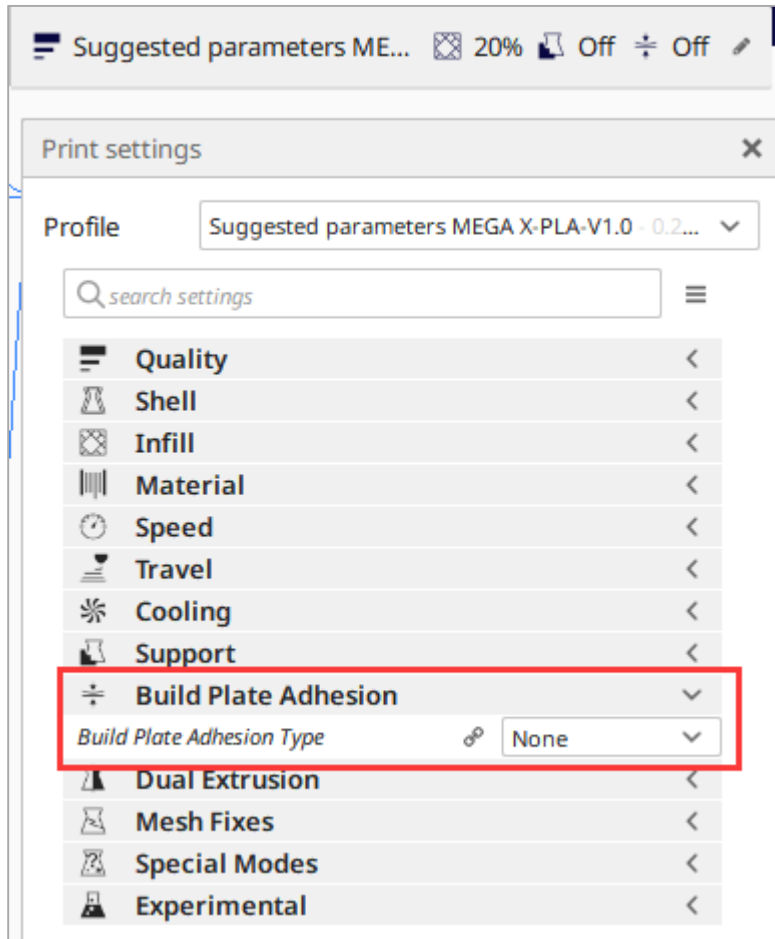 Suggested parameters ME... 20% Off Off
Print settings
Profile Suggested parameters MEGA X-PLA-V1.0 - 0.2...
search settings
Quality
Shell
Infill
Material
Speed
Travel
Cooling
Support
Build Plate Adhesion
Build Plate Adhesion Type None
Dual Extrusion
Mesh Fixes
Special Modes
Experimental